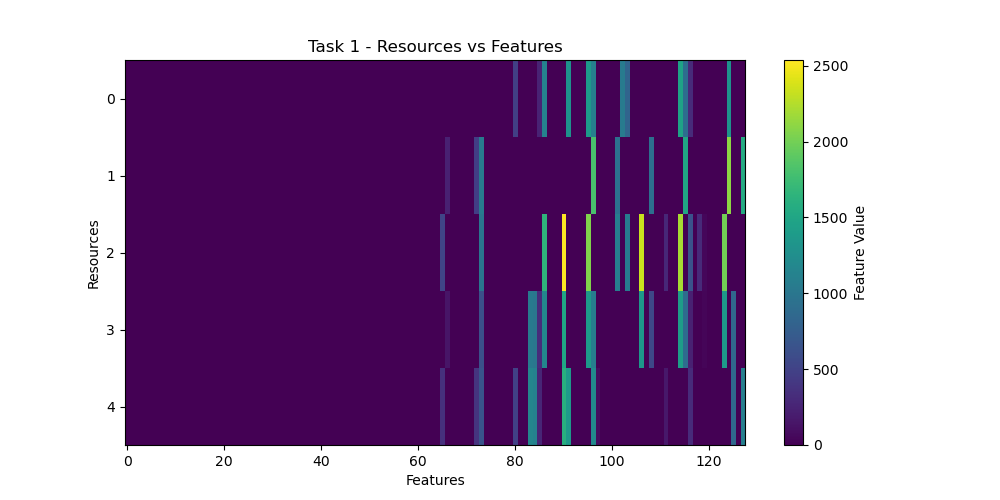 Task 1 - Resources vs Features
Resources
0
1
2
3
4
0 20 40 60 80 100 120
Features
2500
2000
1500
1000
500
0
Feature Value